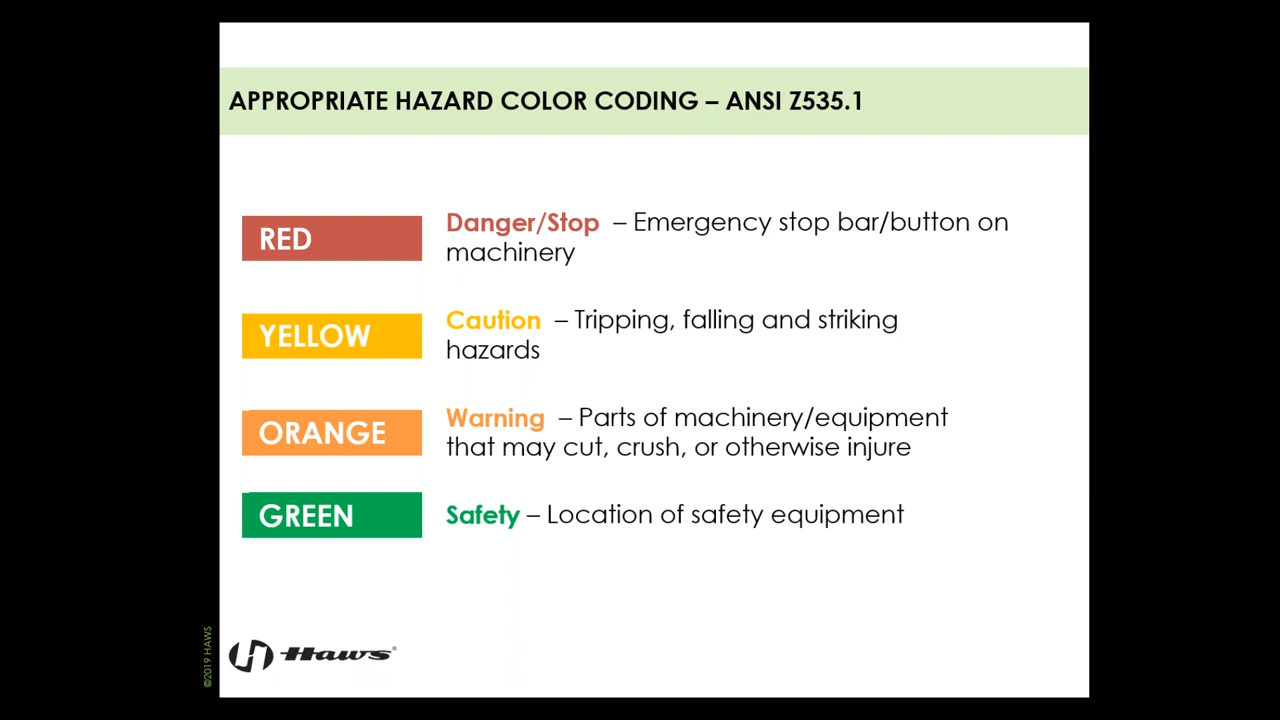 APPROPRIATE HAZARD COLOR CODING – ANSI Z535.1
RED
Danger/Stop – Emergency stop bar/button on
machinery
YELLOW
Caution – Tripping, falling and striking
hazards
ORANGE
Warning – Parts of machinery/equipment
that may cut, crush, or otherwise injure
GREEN
Safety – Location of safety equipment
Haws®
©2019 HAWS